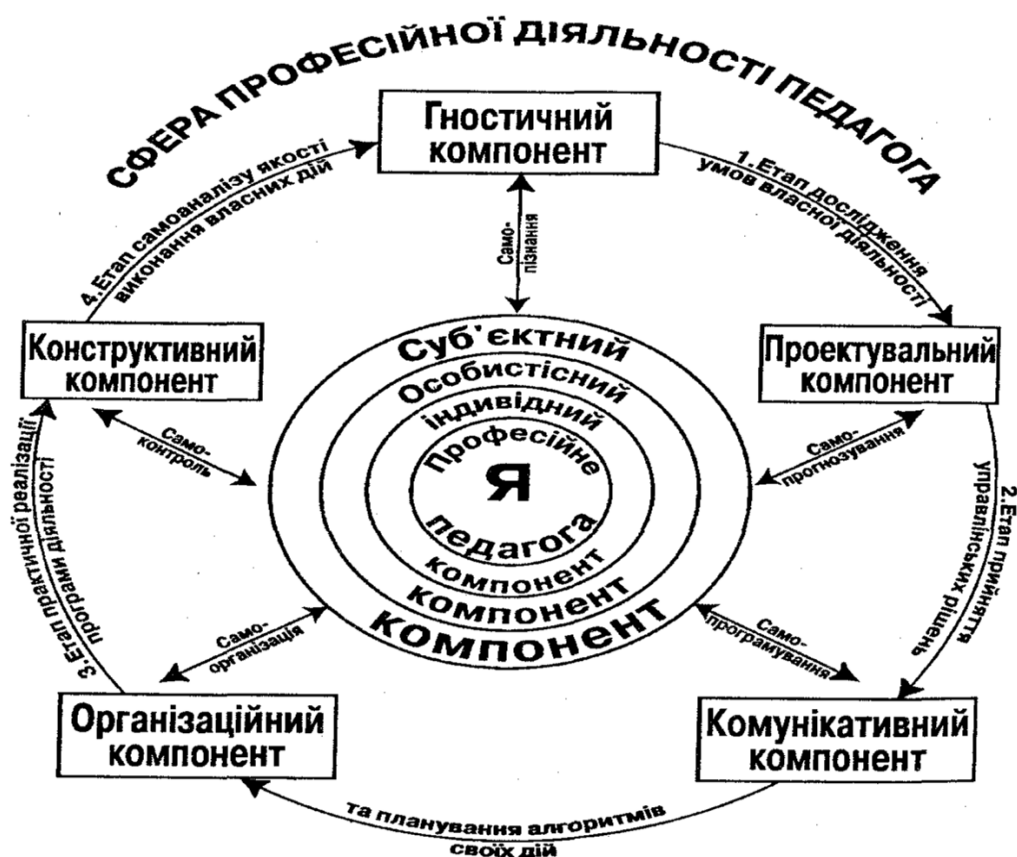 СФЕРА ПРОФЕСІЙНОЇ ДІЯЛЬНОСТІ ПЕДАГОГА
Гностичний
компонент
1.Етап дослідження
умов власної діяльності
4.Етап самоаналізу якості
виконання власних дій
Само-
пізнання
Конструктивний
компонент
Проектувальний
компонент
Суб'єктний
Особистісний
індивідний
Професійне
Я
педагога
компонент
компонент
компонент
Само-
контроль
Само-
прогнозування
2.Етап прийняття
управлінських рішень
3.Етап практичної реалізації
програми діяльності
Само-
організація
Само-
програмування
Організаційний
компонент
Комунікативний
компонент
та планування алгоритмів
своїх дій